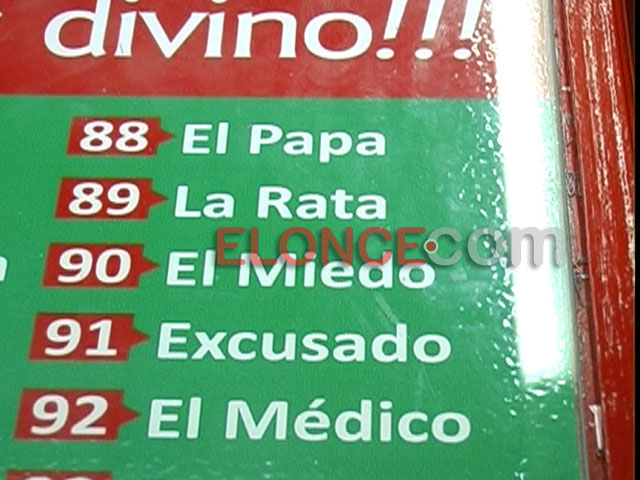 divino!!!
88 El Papa
89 La Rata
ELONCE.com
90 El Miedo
91 Excusado
92 El Médico